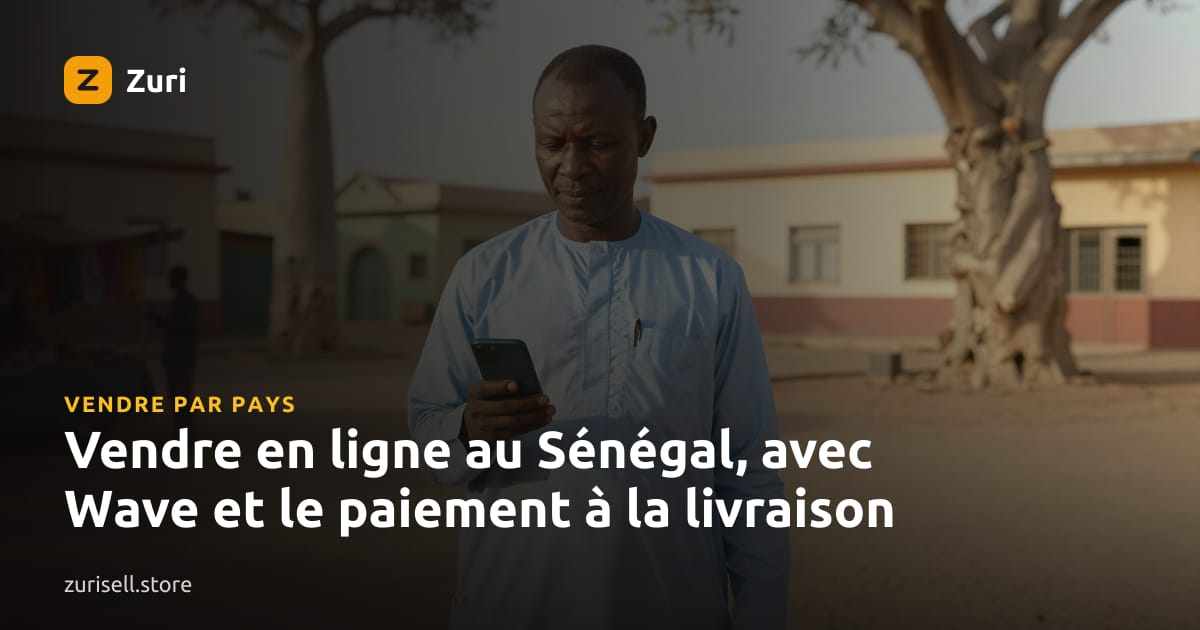 Z
Zuri
VENDRE PAR PAYS
Vendre en ligne au Sénégal, avec
Wave et le paiement à la livraison
zurisell.store